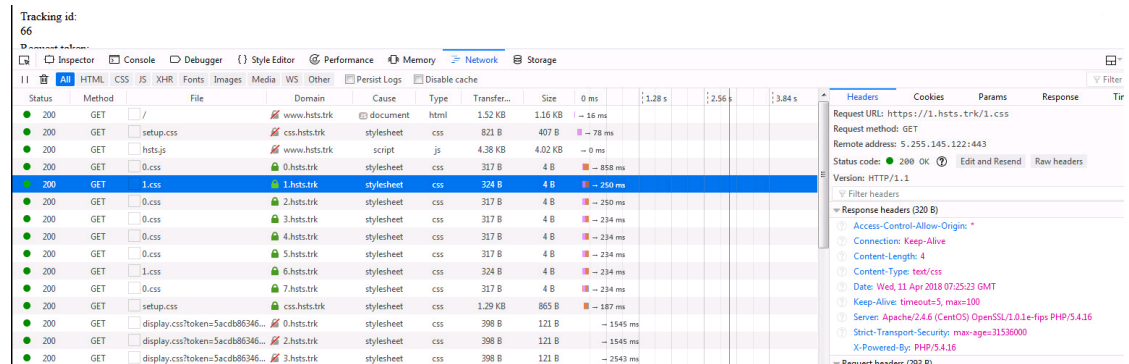 Tracking id:
66
Request token:
Inspector Console Debugger { } Style Editor Performance Memory Network Storage
All HTML CSS JS XHR Fonts Images Media WS Other Persist Logs Disable cache Filter
Status Method File Domain Cause Type Transfer... Size 0 ms 1.28 s 2.56 s 3.84 s
200 GET / www.hsts.trk document html 1.52 KB 1.16 KB → 16 ms
200 GET setup.css css.hsts.trk stylesheet css 821 B 407 B → 78 ms
200 GET hsts.js www.hsts.trk script js 4.38 KB 4.02 KB → 0 ms
200 GET 0.css 0.hsts.trk stylesheet css 317 B 4 B → 858 ms
200 GET 1.css 1.hsts.trk stylesheet css 324 B 4 B → 250 ms
200 GET 0.css 2.hsts.trk stylesheet css 317 B 4 B → 250 ms
200 GET 0.css 3.hsts.trk stylesheet css 317 B 4 B → 234 ms
200 GET 0.css 4.hsts.trk stylesheet css 317 B 4 B → 234 ms
200 GET 0.css 5.hsts.trk stylesheet css 317 B 4 B → 234 ms
200 GET 1.css 6.hsts.trk stylesheet css 324 B 4 B → 234 ms
200 GET 0.css 7.hsts.trk stylesheet css 317 B 4 B → 234 ms
200 GET setup.css css.hsts.trk stylesheet css 1.29 KB 865 B → 187 ms
200 GET display.css?token=5acdb86346... 0.hsts.trk stylesheet css 398 B 121 B → 1545 ms
200 GET display.css?token=5acdb86346... 2.hsts.trk stylesheet css 398 B 121 B → 1545 ms
200 GET display.css?token=5acdb86346... 3.hsts.trk stylesheet css 398 B 121 B → 2543 ms
Headers Cookies Params Response
Request URL: https://1.hsts.trk/1.css
Request method: GET
Remote address: 5.255.145.122:443
Status code: 200 OK Edit and Resend Raw headers
Version: HTTP/1.1
Filter headers
Response headers (320 B)
Access-Control-Allow-Origin: *
Connection: Keep-Alive
Content-Length: 4
Content-Type: text/css
Date: Wed, 11 Apr 2018 07:25:23 GMT
Keep-Alive: timeout=5, max=100
Server: Apache/2.4.6 (CentOS) OpenSSL/1.0.1e-fips PHP/5.4.16
Strict-Transport-Security: max-age=31536000
X-Powered-By: PHP/5.4.16
Request headers (293 B)